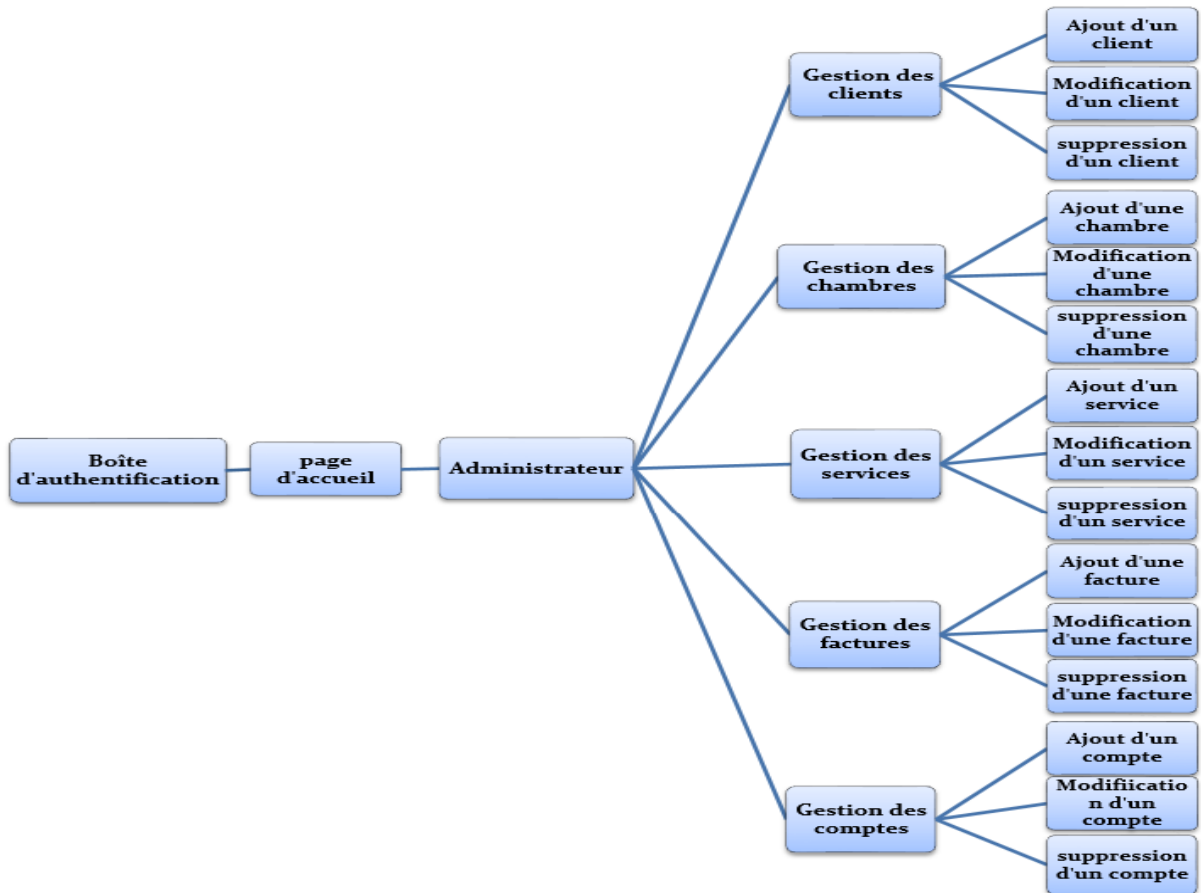 Boîte
d'authentification
page
d'accueil
Administrateur
Gestion des
clients
Ajout d'un
client
Modification
d'un client
suppression
d'un client
Gestion des
chambres
Ajout d'une
chambre
Modification
d'une
chambre
suppression
d'une
chambre
Gestion des
services
Ajout d'un
service
Modification
d'un service
suppression
d'un service
Gestion des
factures
Ajout d'une
facture
Modification
d'une facture
suppression
d'une facture
Gestion des
comptes
Ajout d'un
compte
Modifiicatio
n d'un
compte
suppression
d'un compte